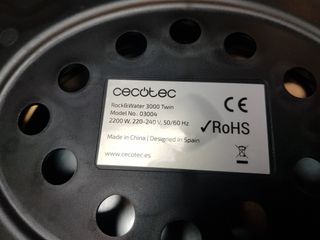 cecotec
Rock&Water 3000 Twin
Model No.: 03004
2200 W, 220-240 V, 50/60 Hz
Made in China | Designed in Spain
www.cecotec.es
CE
✓RoHS